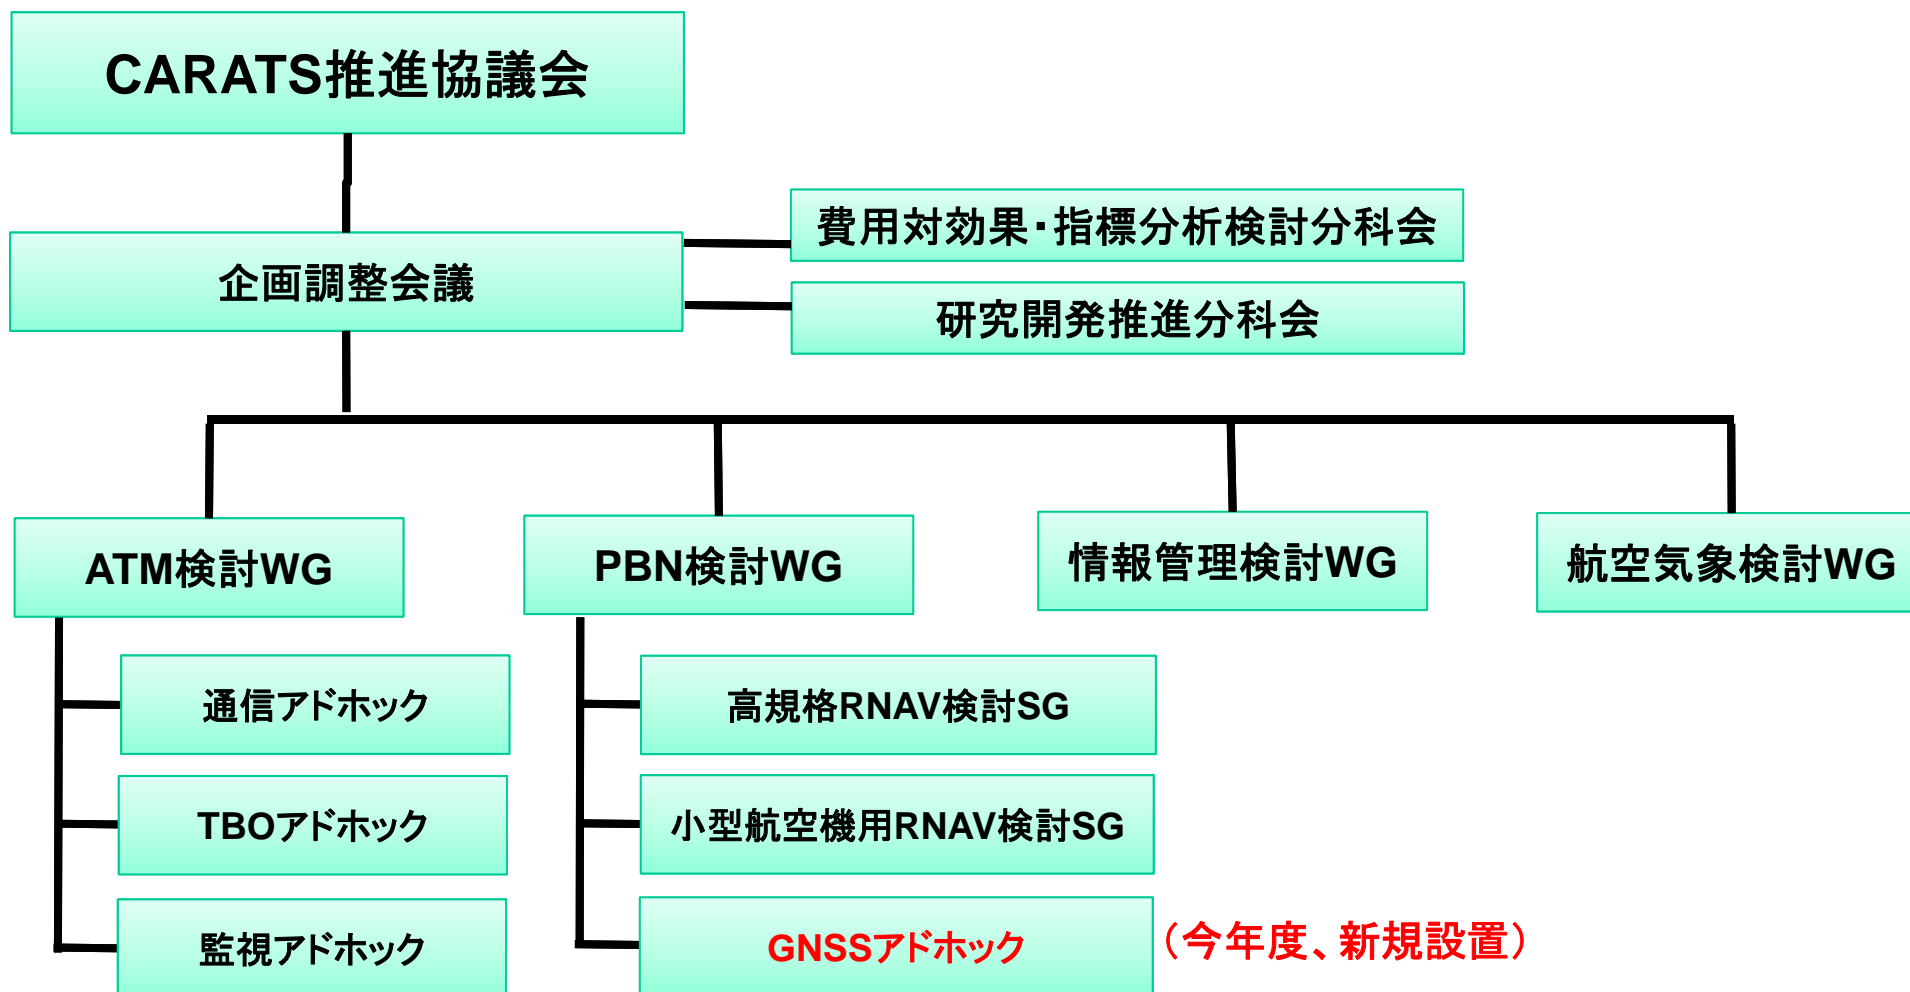 CARATS推進協議会
費用対効果・指標分析検討分科会
企画調整会議
研究開発推進分科会
ATM検討WG
PBN検討WG
情報管理検討WG
航空気象検討WG
通信アドホック
高規格RNAV検討SG
TBOアドホック
小型航空機用RNAV検討SG
監視アドホック
GNSSアドホック
（今年度、新規設置）